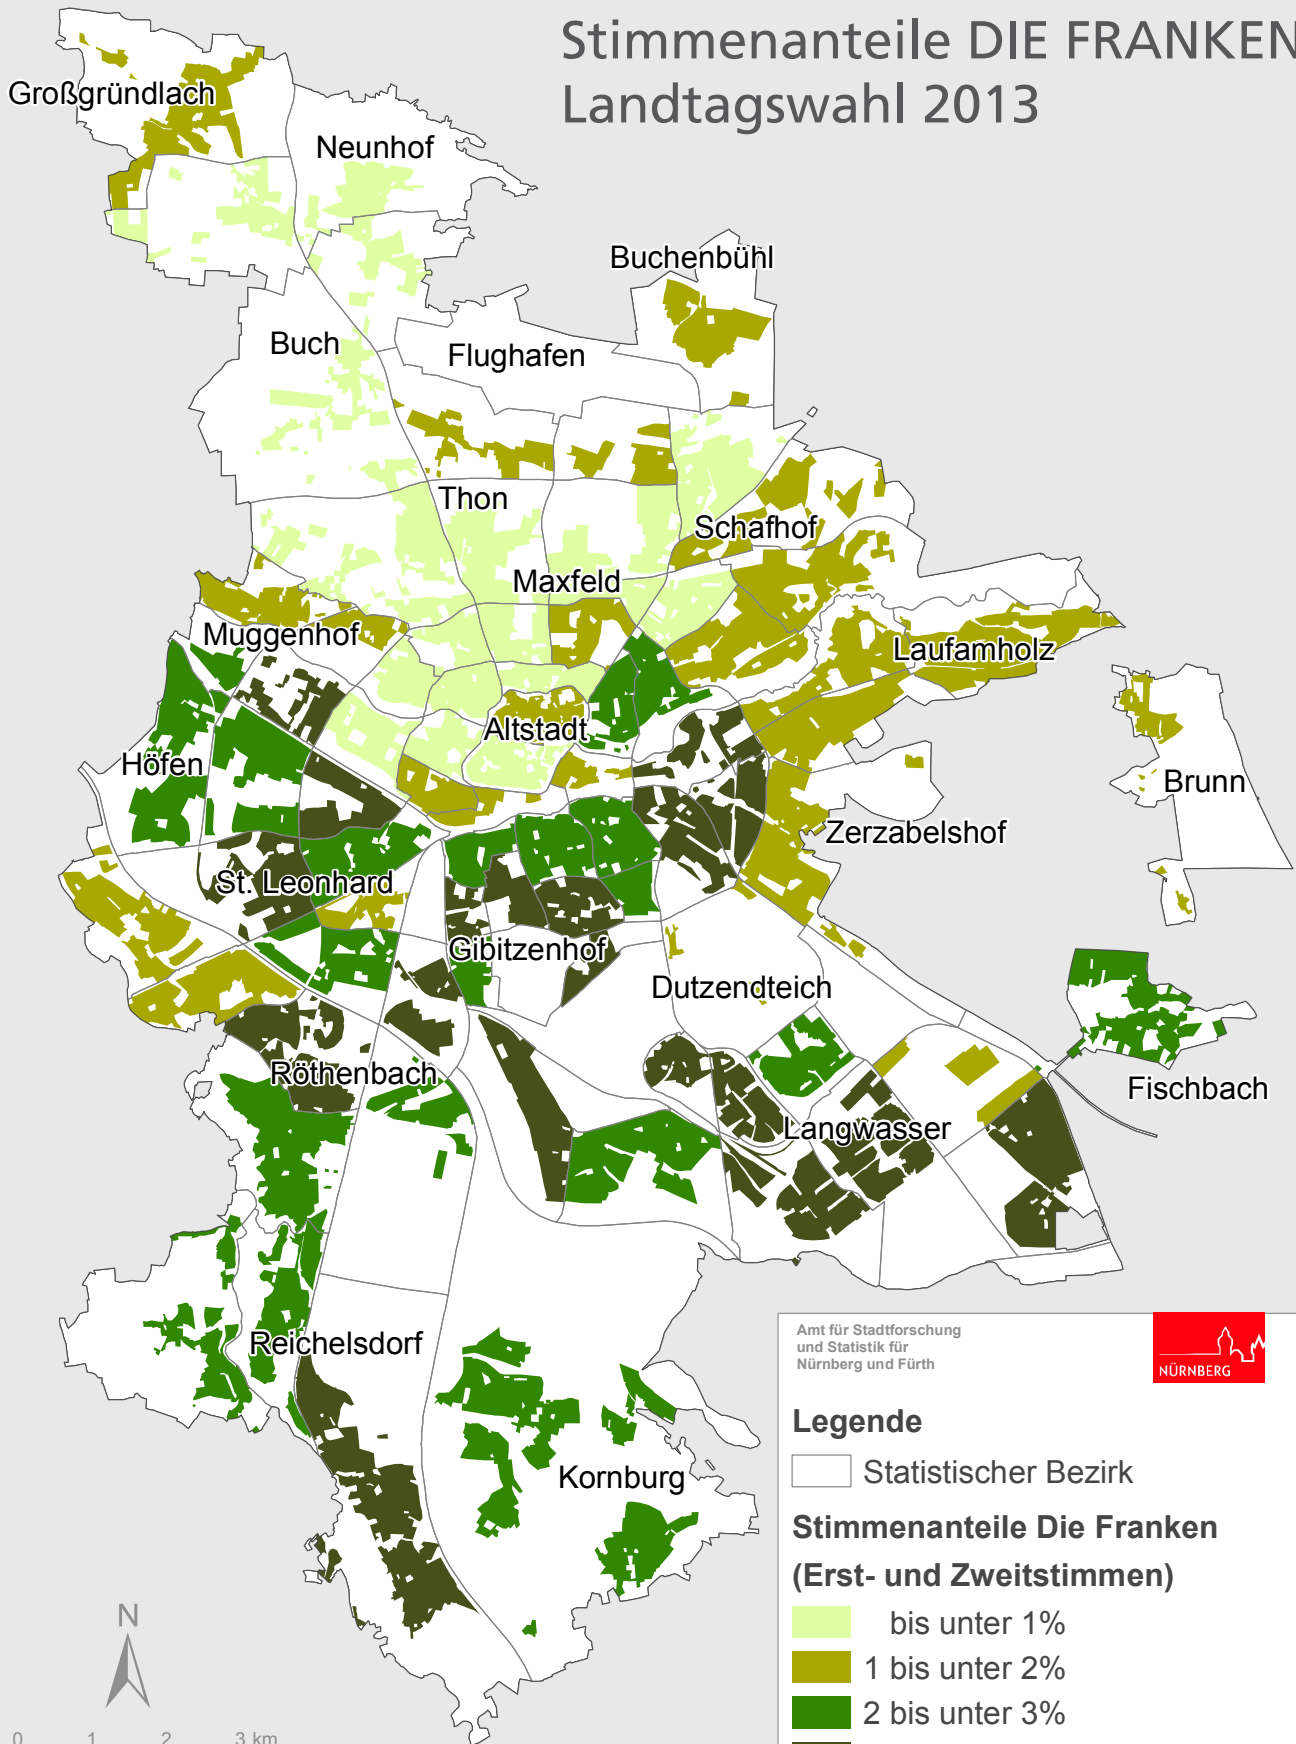 Stimmenanteile DIE FRANKEN
Landtagswahl 2013
Großgründlach
Neunhof
Buchenbühl
Buch
Flughafen
Thon
Schafhof
Maxfeld
Muggenhof
Laufamholz
Altstadt
Höfen
Brunn
Zerzabelshof
St. Leonhard
Gibitzenhof
Dutzendteich
Röthenbach
Fischbach
Langwasser
Reichelsdorf
Kornburg
Amt für Stadtforschung
und Statistik für
Nürnberg und Fürth
NÜRNBERG
Legende
Statistischer Bezirk
Stimmenanteile Die Franken
(Erst- und Zweitstimmen)
bis unter 1%
1 bis unter 2%
2 bis unter 3%
N
0 1 2 3 km